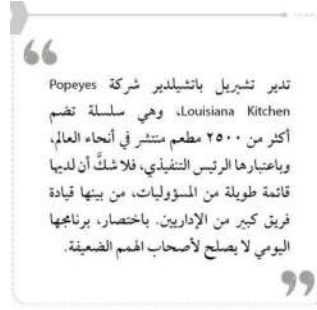 تدير تشيريل باتشيلدير شركة Popeyes
Louisiana Kitchen، وهي سلسلة تضم
أكثر من ٢٥٠٠ مطعم منتشر في أنحاء العالم،
وباعتبارها الرئيس التنفيذي، فلا شكَّ أن لديها
قائمة طويلة من المسؤوليات، من بينها قيادة
فريق كبير من الإداريين. باختصار، برنامجها
اليومي لا يصلح لأصحاب الهمم الضعيفة.